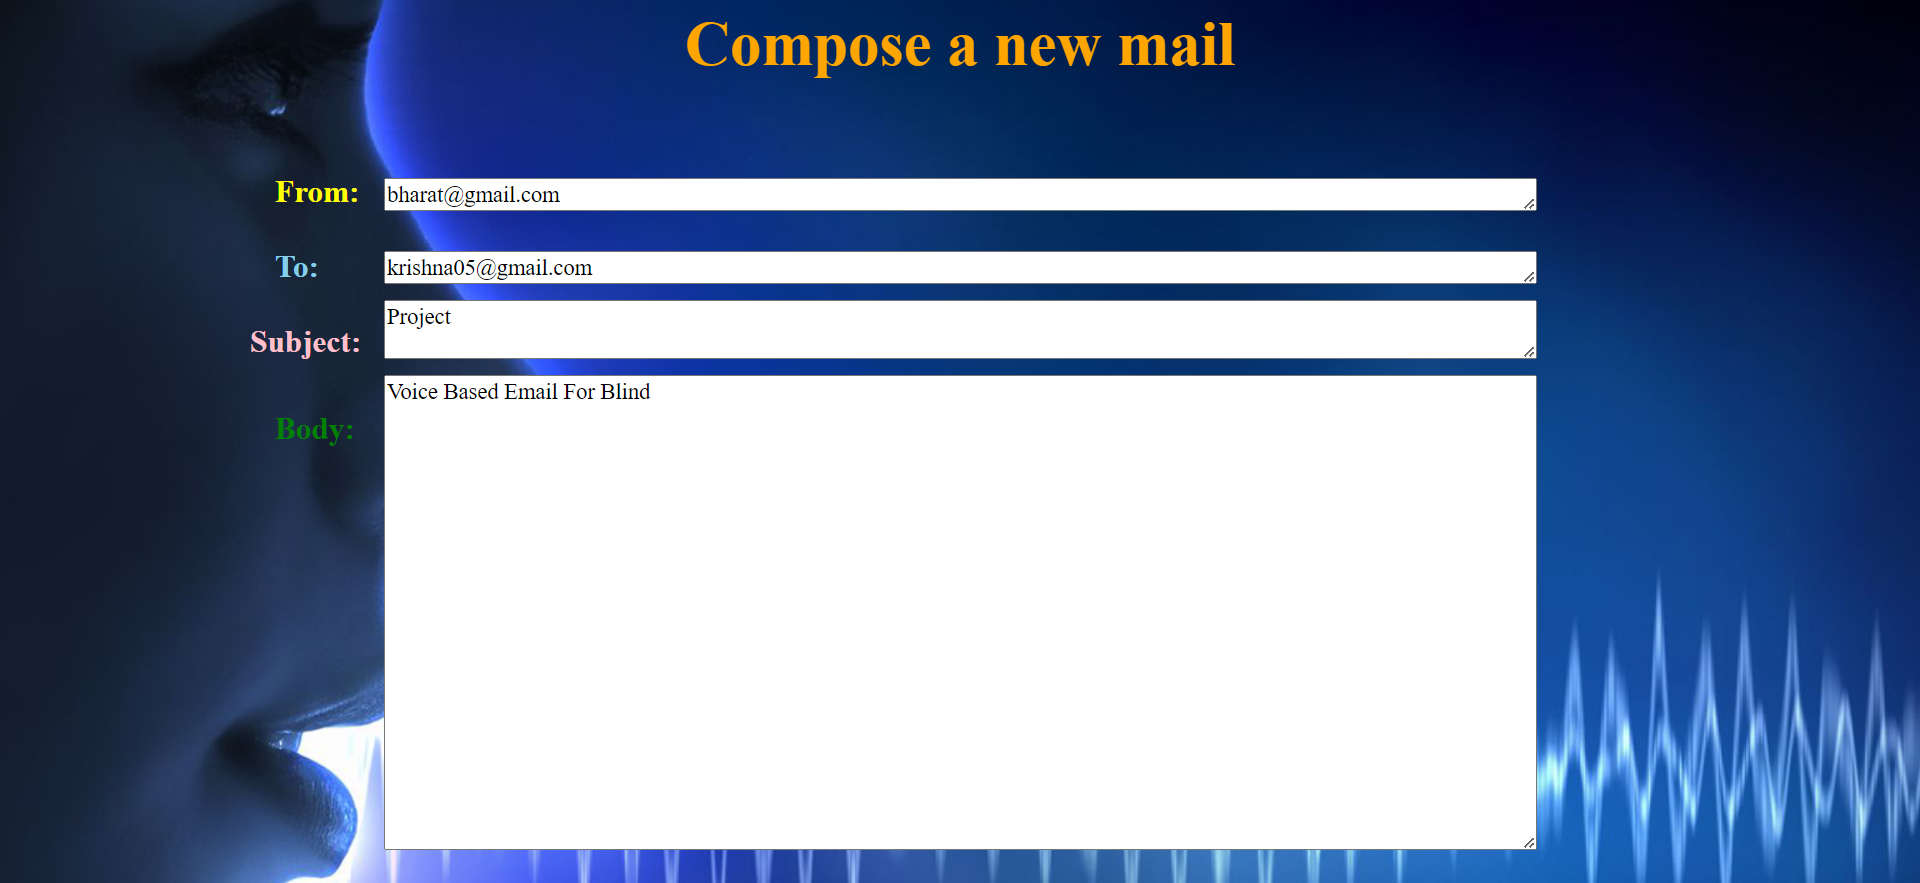 Compose a new mail
From: bharat@gmail.com
To: krishna05@gmail.com
Subject: Project
Body: Voice Based Email For Blind